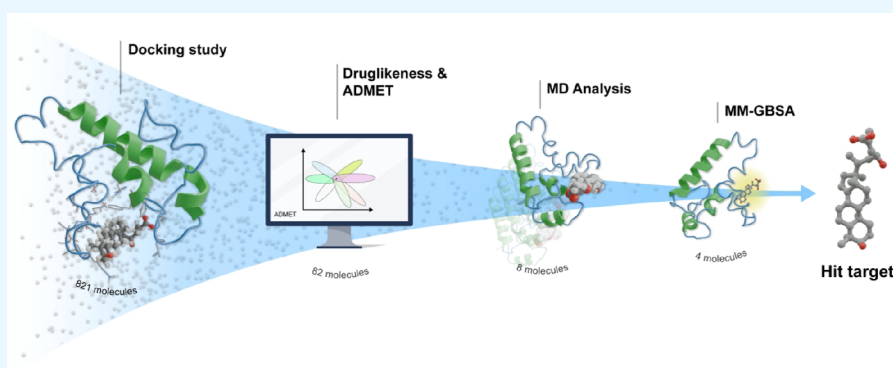 Docking study
Druglikeness &
ADMET
MD Analysis
MM-GBSA
ADMET
821 molecules
82 molecules
8 molecules
4 molecules
Hit target